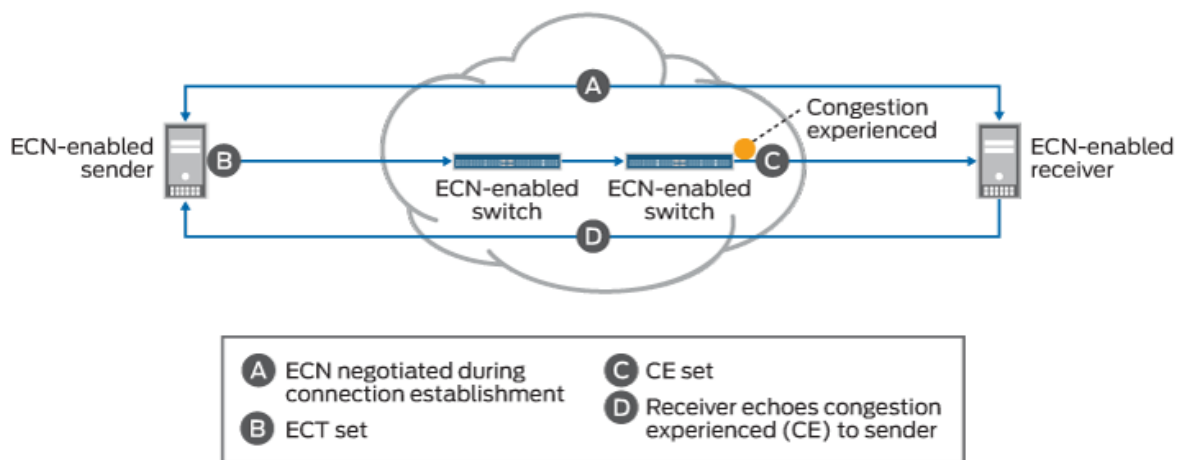 A
Congestion
experienced
ECN-enabled
sender
B
C
ECN-enabled
receiver
ECN-enabled
switch
ECN-enabled
switch
D
A ECN negotiated during
connection establishment
B ECT set
C CE set
D Receiver echoes congestion
experienced (CE) to sender